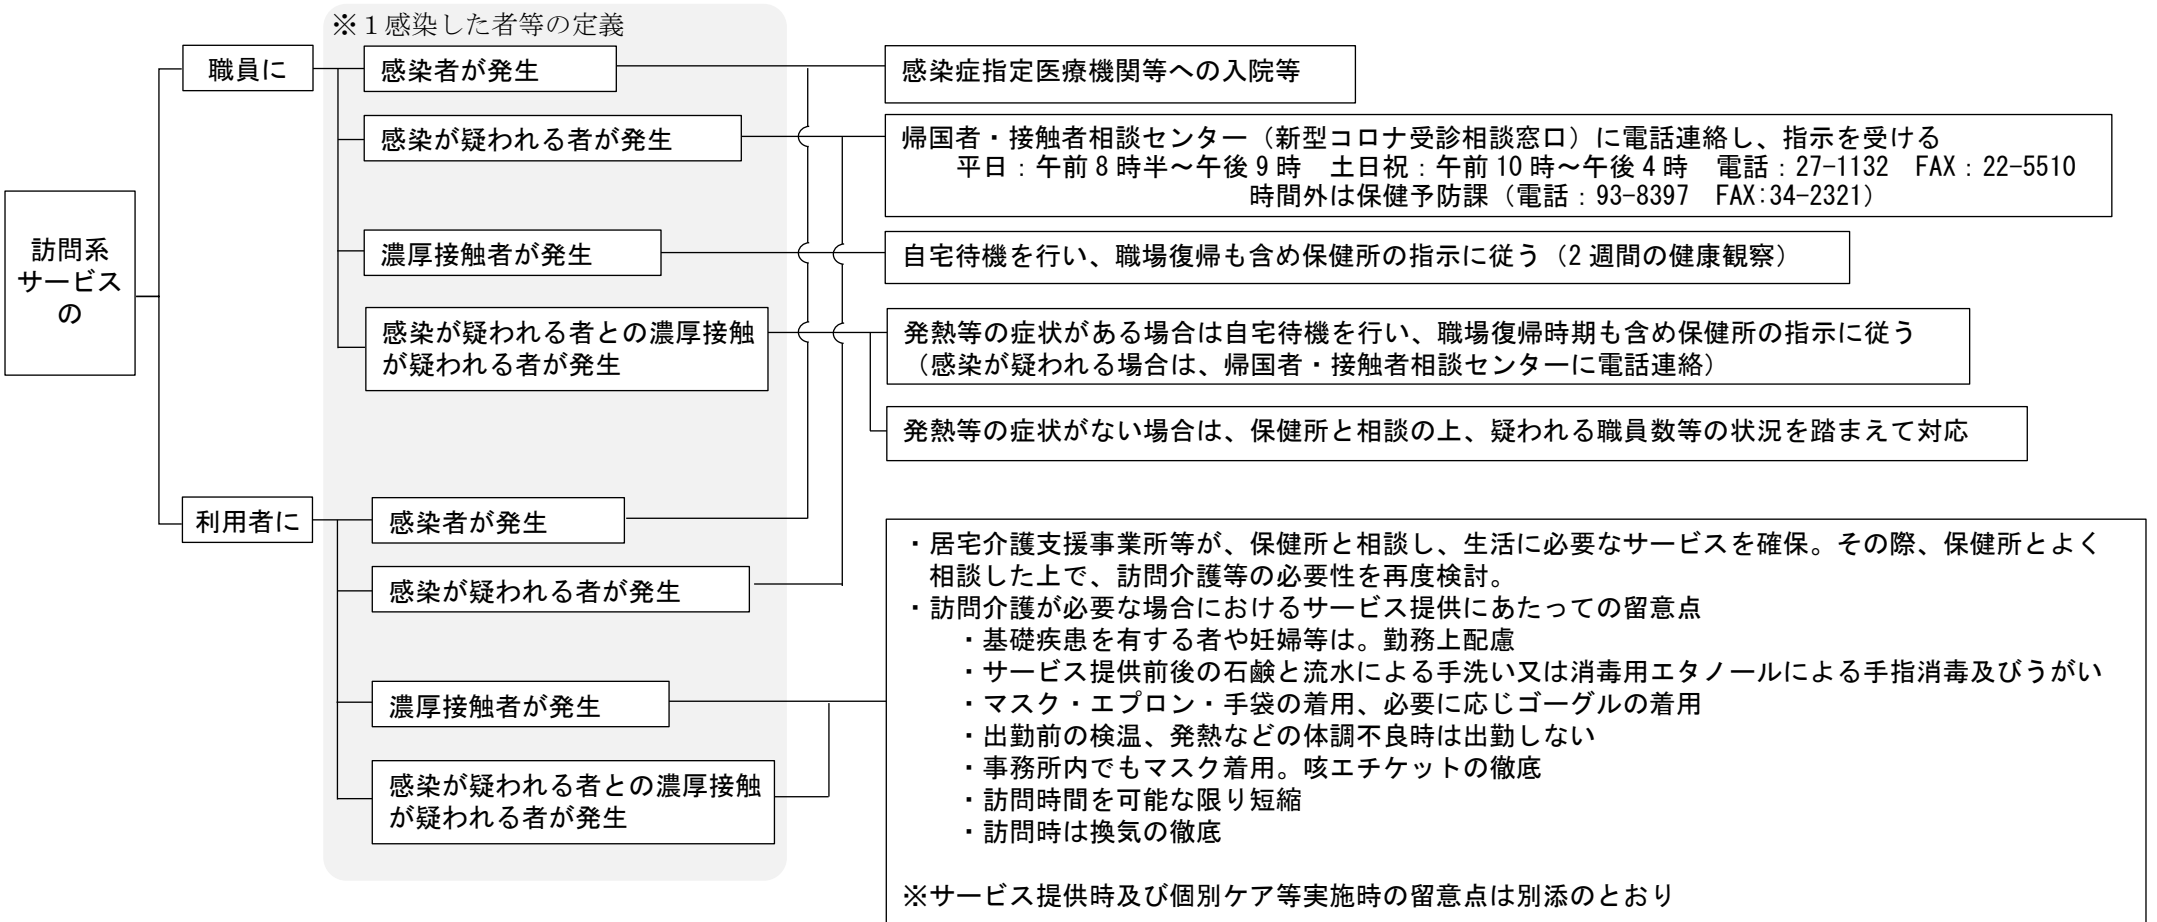 ※１感染した者等の定義
訪問系
サービス
の
職員に
感染者が発生
感染症指定医療機関等への入院等
感染が疑われる者が発生
帰国者・接触者相談センター（新型コロナ受診相談窓口）に電話連絡し、指示を受ける
平日：午前８時半～午後９時　土日祝：午前 10 時～午後４時　電話：27-1132　FAX：22-5510
時間外は保健予防課（電話：93-8397　FAX:34-2321）
濃厚接触者が発生
自宅待機を行い、職場復帰も含め保健所の指示に従う（2 週間の健康観察）
感染が疑われる者との濃厚接触
が疑われる者が発生
発熱等の症状がある場合は自宅待機を行い、職場復帰時期も含め保健所の指示に従う
（感染が疑われる場合は、帰国者・接触者相談センターに電話連絡）
発熱等の症状がない場合は、保健所と相談の上、疑われる職員数等の状況を踏まえて対応
利用者に
感染者が発生
感染が疑われる者が発生
濃厚接触者が発生
感染が疑われる者との濃厚接触
が疑われる者が発生
・居宅介護支援事業所等が、保健所と相談し、生活に必要なサービスを確保。その際、保健所とよく
相談した上で、訪問介護等の必要性を再度検討。
・訪問介護が必要な場合におけるサービス提供にあたっての留意点
・基礎疾患を有する者や妊婦等は。勤務上配慮
・サービス提供前後の石鹸と流水による手洗い又は消毒用エタノールによる手指消毒及びうがい
・マスク・エプロン・手袋の着用、必要に応じゴーグルの着用
・出勤前の検温、発熱などの体調不良時は出勤しない
・事務所内でもマスク着用。咳エチケットの徹底
・訪問時間を可能な限り短縮
・訪問時は換気の徹底
※サービス提供時及び個別ケア等実施時の留意点は別添のとおり